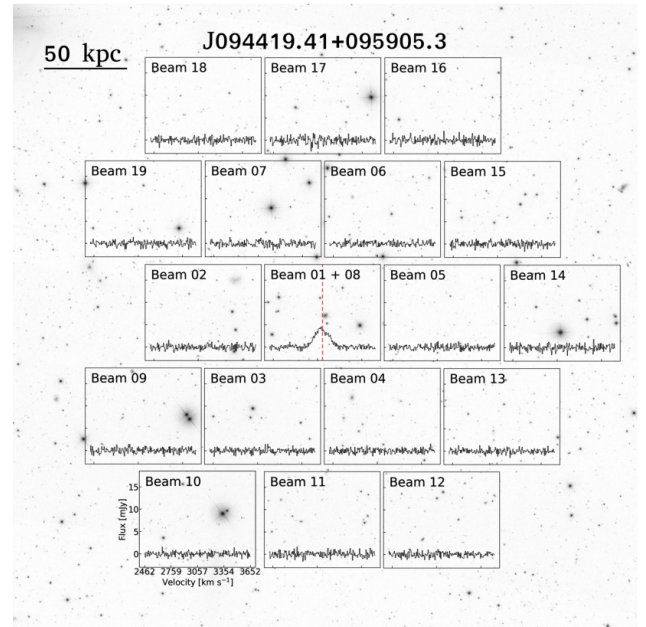 J094419.41+095905.3
50 kpc
Beam 18 Beam 17 Beam 16
Beam 19 Beam 07 Beam 06 Beam 15
Beam 02 Beam 01 + 08 Beam 05 Beam 14
Beam 09 Beam 03 Beam 04 Beam 13
Beam 10 Beam 11 Beam 12
15
10
5
0
Flux [mJy]
2462 2759 3057 3354 3652
Velocity [km s⁻¹]